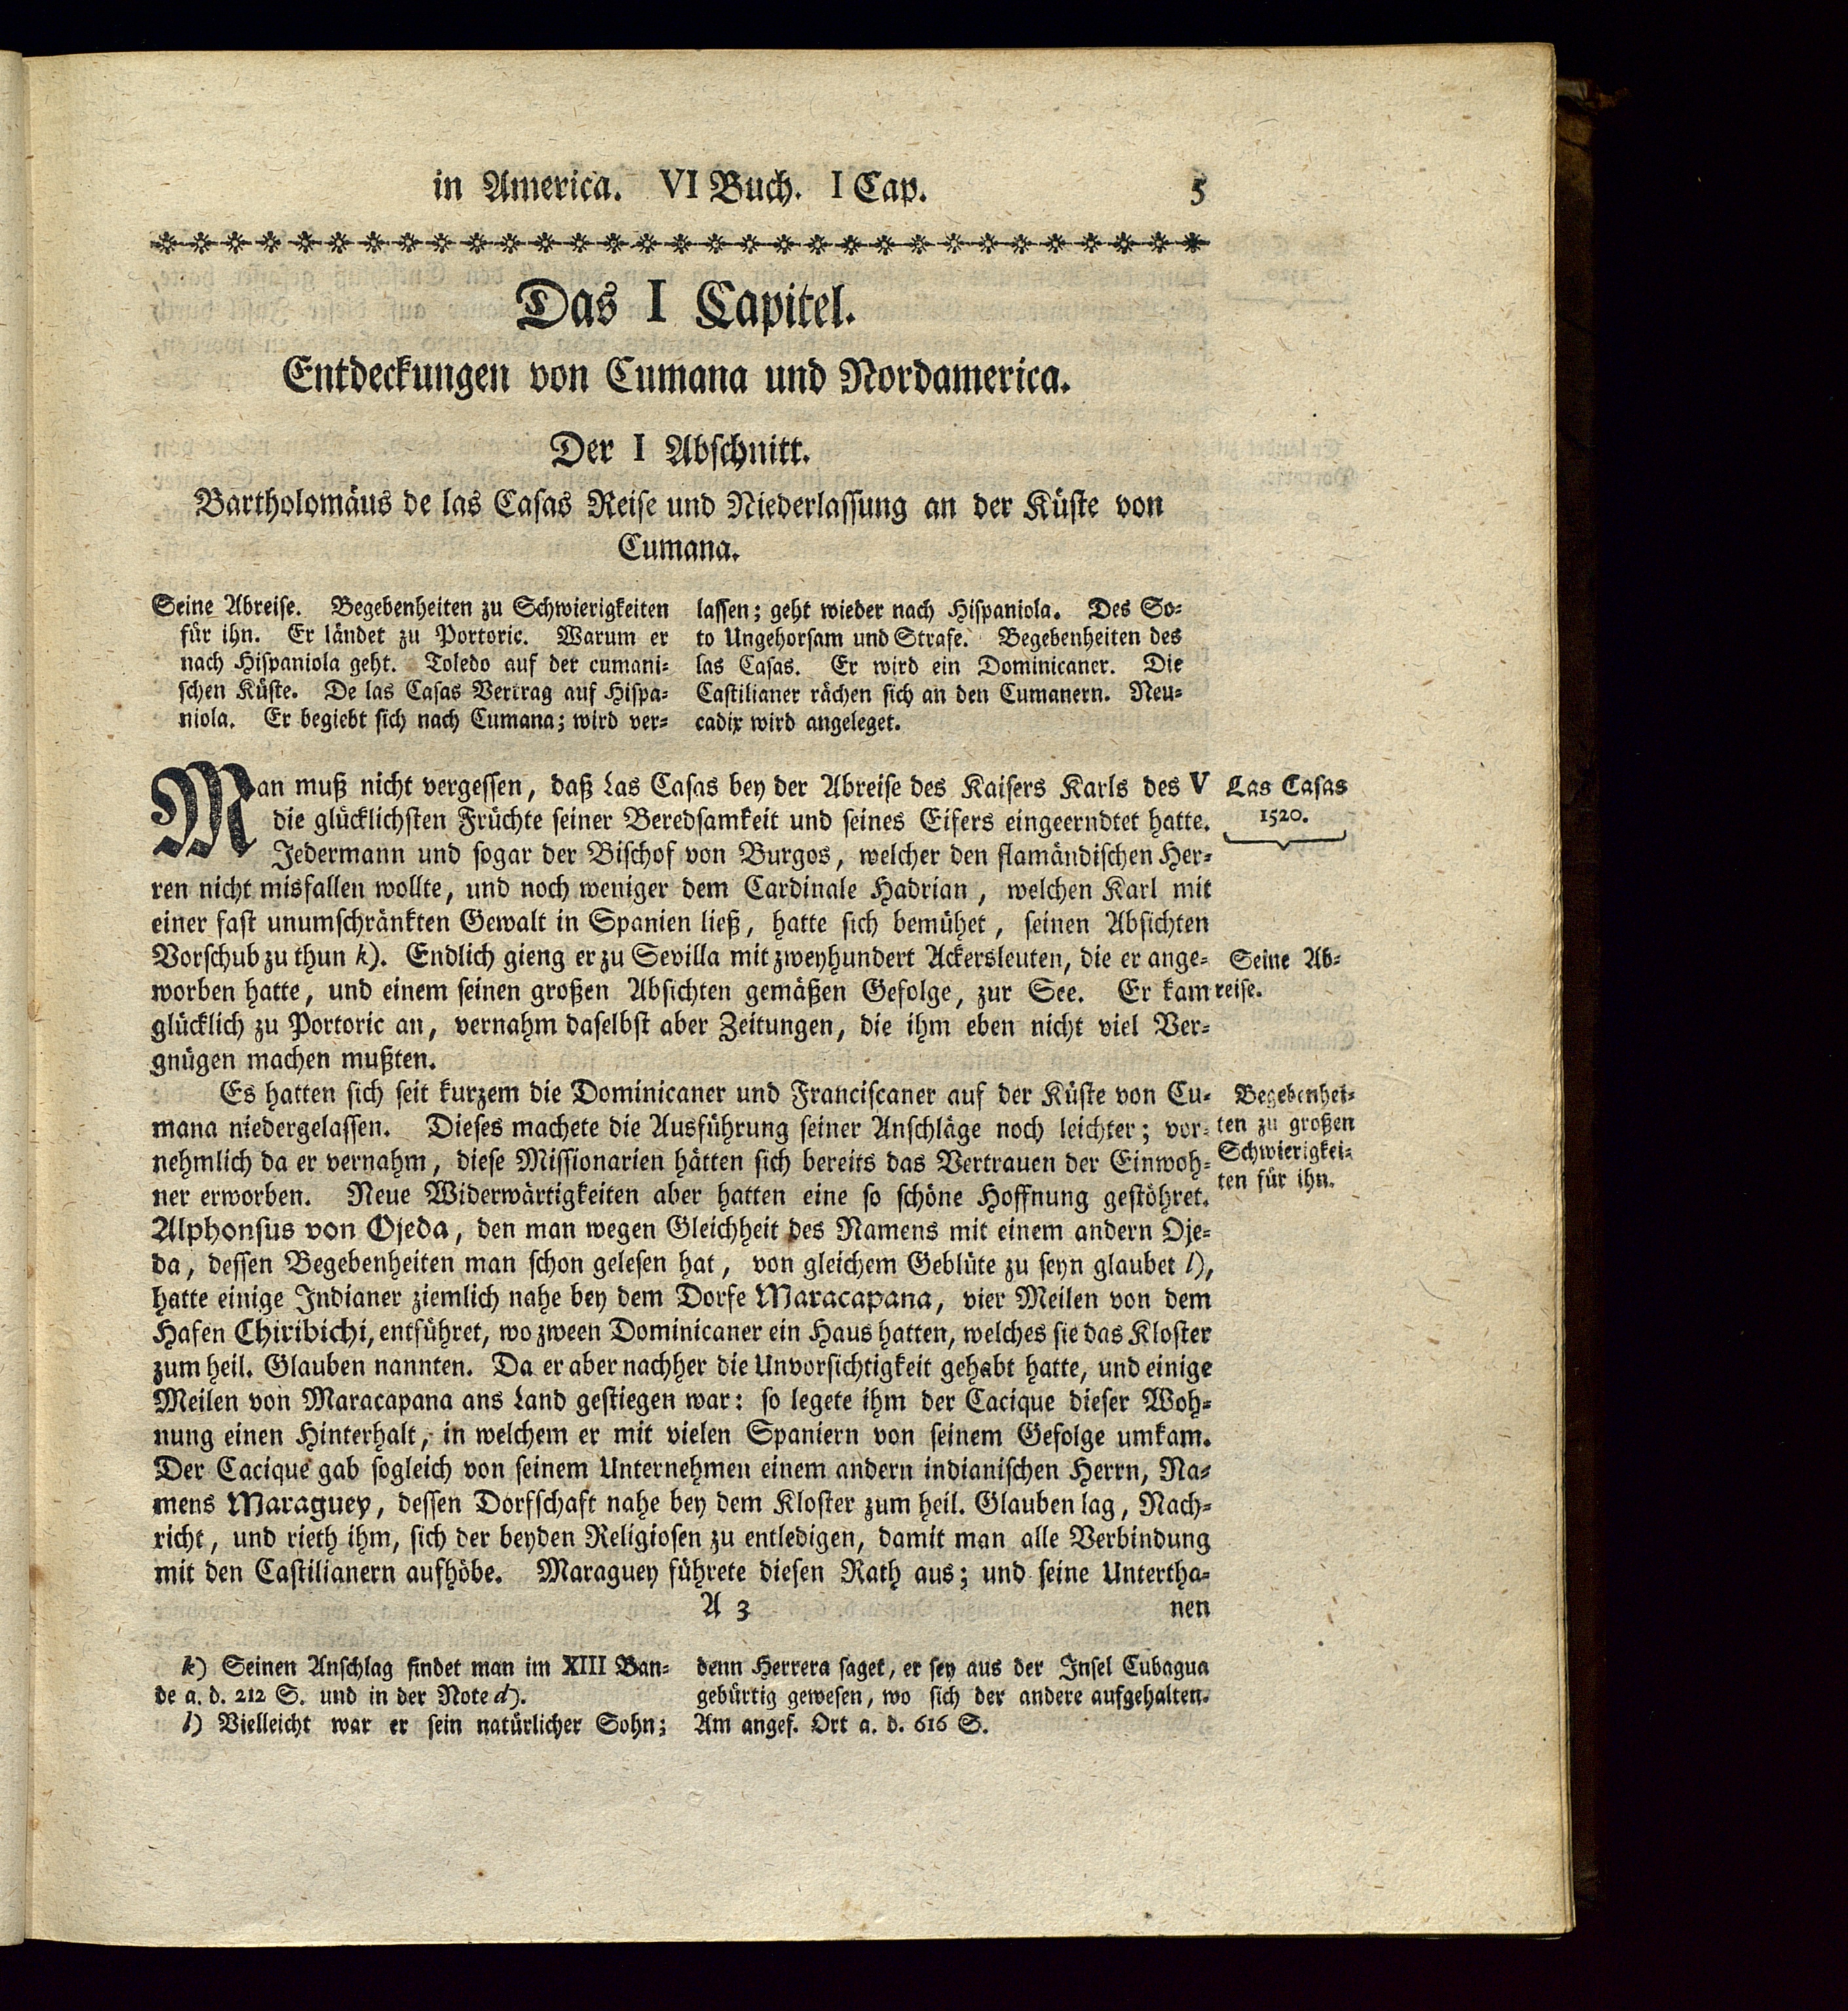 in America. VI Buch. I Cap. 5
Das I Capitel.
Entdeckungen von Cumana und Nordamerica.
Der I Abschnitt.
Bartholomäus de las Casas Reise und Niederlassung an der Küste von
Cumana.
Seine Abreise. Begebenheiten zu Schwierigkeiten
für ihn. Er ländet zu Portoric. Warum er
nach Hispaniola geht. Toledo auf der cumani-
schen Küste. De las Casas Vertrag auf Hispa-
niola. Er begiebt sich nach Cumana; wird ver-
lassen; geht wieder nach Hispaniola. Des So-
to Ungehorsam und Strafe. Begebenheiten des
las Casas. Er wird ein Dominicaner. Die
Castilianer rächen sich an den Cumanern. Neu-
cadix wird angeleget.
Man muß nicht vergessen, daß Las Casas bey der Abreise des Kaisers Karls des V
die glücklichsten Früchte seiner Beredsamkeit und seines Eifers eingeerndtet hatte.
Jedermann und sogar der Bischof von Burgos, welcher den flamändischen Her-
ren nicht misfallen wollte, und noch weniger dem Cardinale Hadrian, welchen Karl mit
einer fast unumschränkten Gewalt in Spanien ließ, hatte sich bemühet, seinen Absichten
Vorschub zu thun k). Endlich gieng er zu Sevilla mit zweyhundert Ackersleuten, die er ange-
worben hatte, und einem seinen großen Absichten gemäßen Gefolge, zur See. Er kam
glücklich zu Portoric an, vernahm daselbst aber Zeitungen, die ihm eben nicht viel Ver-
gnügen machen mußten.
Las Casas
1520.
Seine Ab-
reise.
Es hatten sich seit kurzem die Dominicaner und Franciscaner auf der Küste von Cu-
mana niedergelassen. Dieses machete die Ausführung seiner Anschläge noch leichter; vor-
nehmlich da er vernahm, diese Missionarien hätten sich bereits das Vertrauen der Einwoh-
ner erworben. Neue Widerwärtigkeiten aber hatten eine so schöne Hoffnung gestöhret.
Alphonsus von Ojeda, den man wegen Gleichheit des Namens mit einem andern Oje-
da, dessen Begebenheiten man schon gelesen hat, von gleichem Geblüte zu seyn glaubet l),
hatte einige Indianer ziemlich nahe bey dem Dorfe Maracapana, vier Meilen von dem
Hafen Chiribichi, entführet, wo zween Dominicaner ein Haus hatten, welches sie das Kloster
zum heil. Glauben nannten. Da er aber nachher die Unvorsichtigkeit gehabt hatte, und einige
Meilen von Maracapana ans Land gestiegen war: so legete ihm der Cacique dieser Woh-
nung einen Hinterhalt, in welchem er mit vielen Spaniern von seinem Gefolge umkam.
Der Cacique gab sogleich von seinem Unternehmen einem andern indianischen Herrn, Na-
mens Maraguey, dessen Dorfschaft nahe bey dem Kloster zum heil. Glauben lag, Nach-
richt, und rieth ihm, sich der beyden Religiosen zu entledigen, damit man alle Verbindung
mit den Castilianern aufhöbe. Maraguey führete diesen Rath aus; und seine Untertha-
Begebenhei-
ten zu großen
Schwierigkei-
ten für ihn.
A 3 nen
k) Seinen Anschlag findet man im XIII Ban-
de a. d. 212 S. und in der Note d).
l) Vielleicht war er sein natürlicher Sohn;
denn Herrera saget, er sey aus der Insel Cubagua
gebürtig gewesen, wo sich der andere aufgehalten.
Am angef. Ort a. d. 616 S.